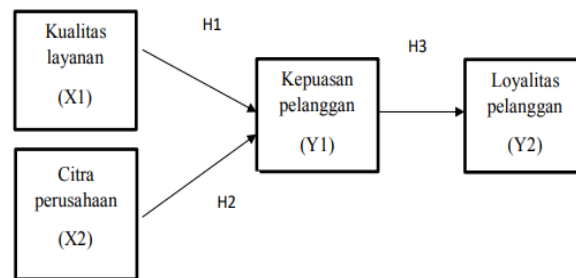 Kualitas
layanan
(X1)
H1
Citra
perusahaan
(X2)
H2
Kepuasan
pelanggan
(Y1)
H3
Loyalitas
pelanggan
(Y2)